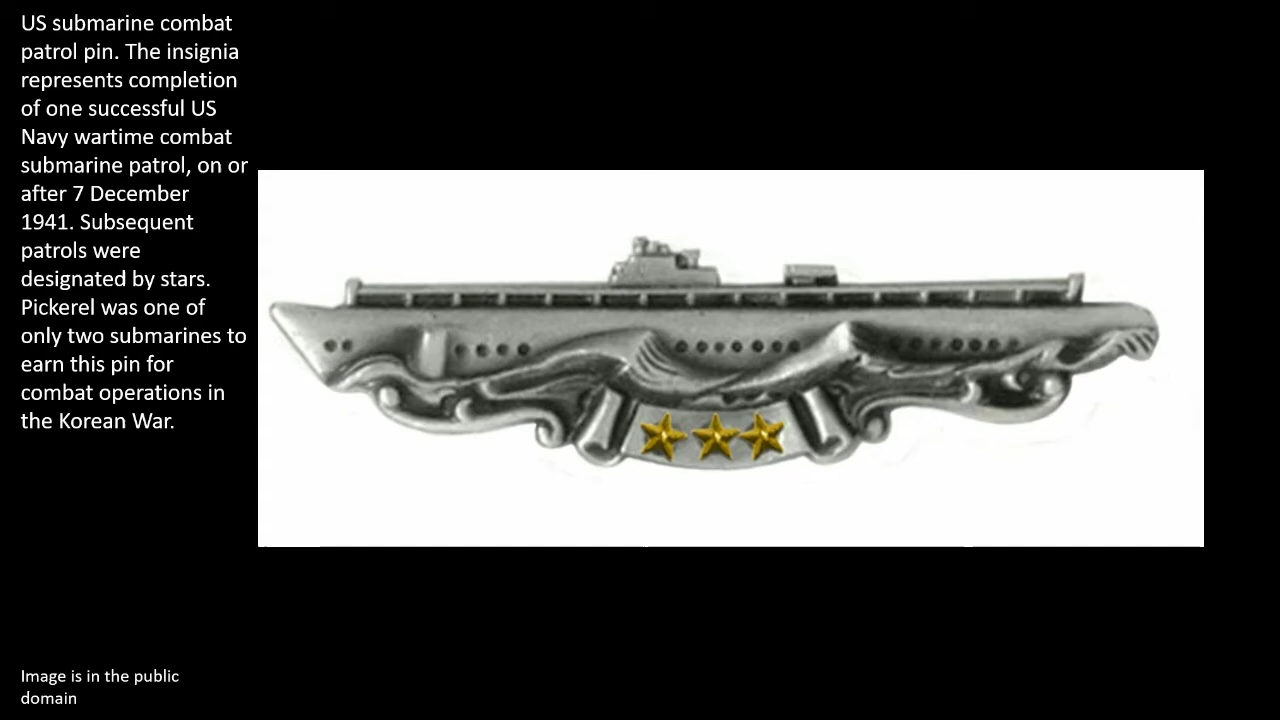 US submarine combat
patrol pin. The insignia
represents completion
of one successful US
Navy wartime combat
submarine patrol, on or
after 7 December
1941. Subsequent
patrols were
designated by stars.
Pickerel was one of
only two submarines to
earn this pin for
combat operations in
the Korean War.
Image is in the public
domain